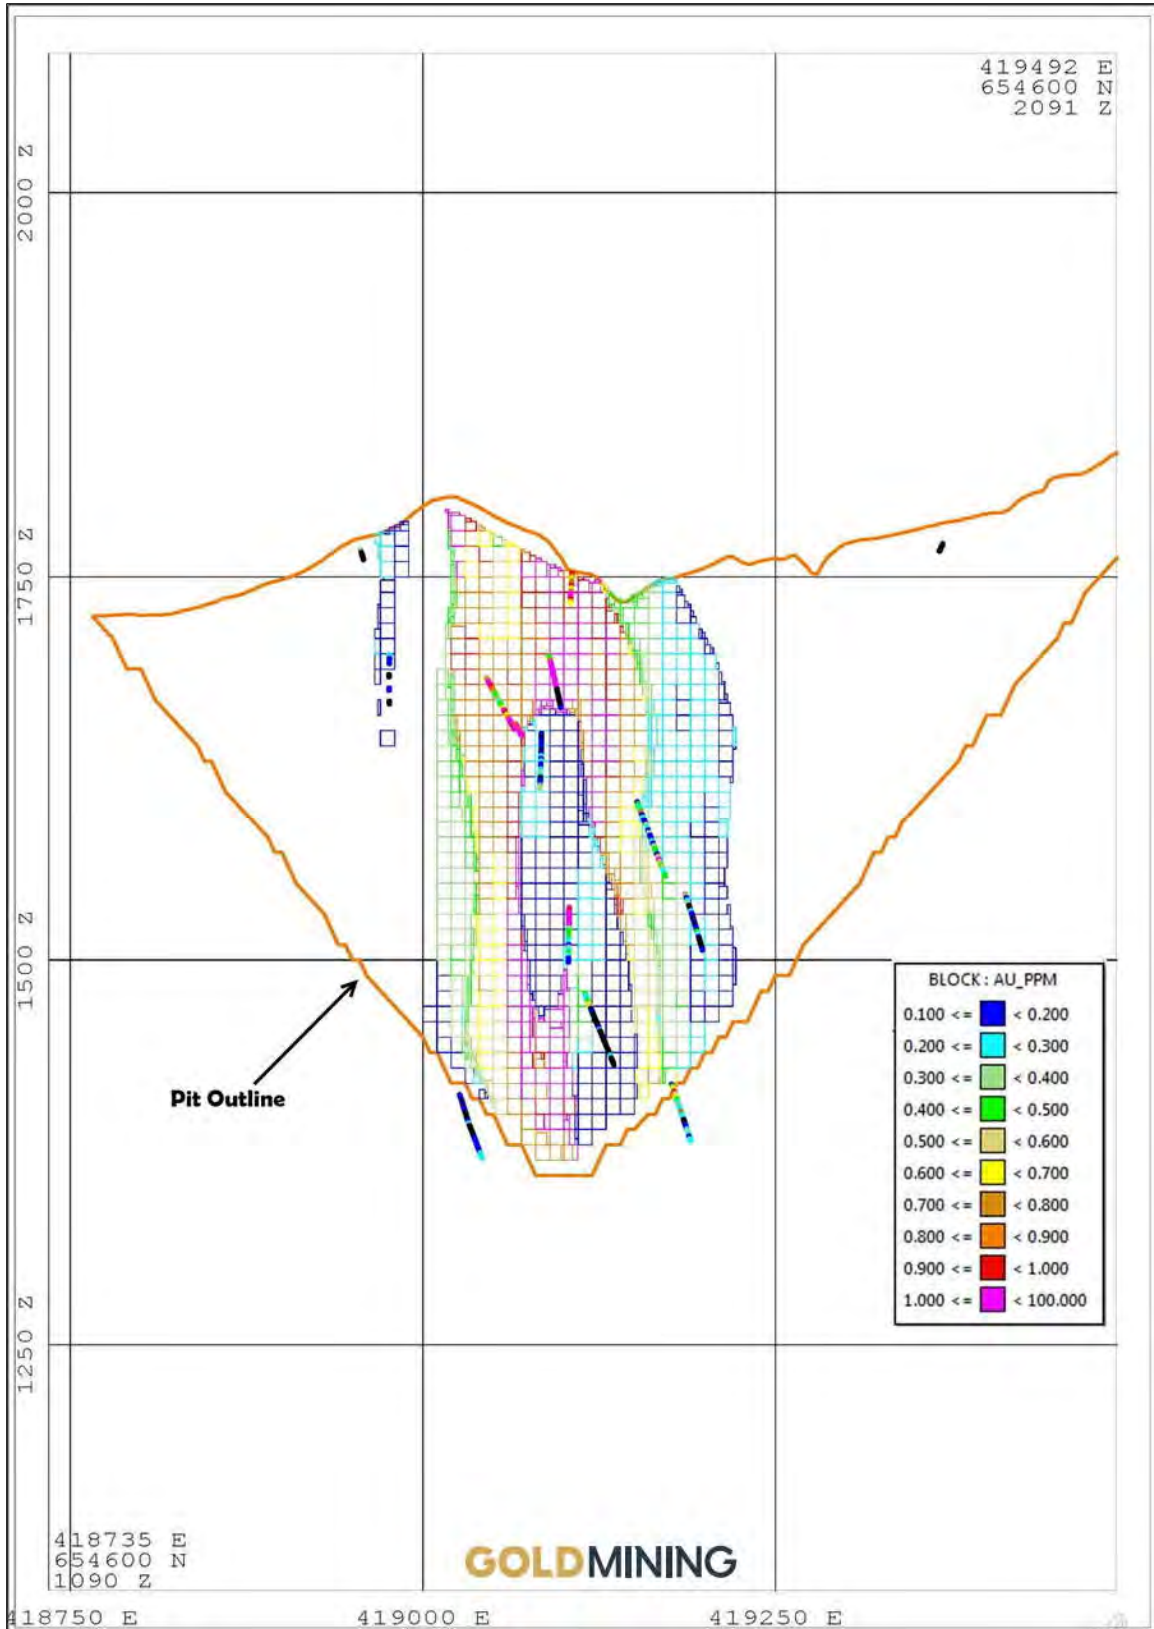 419492 E
654600 N
2091 Z
2000 Z
1750 Z
1500 Z
1250 Z
BLOCK : AU_PPM
0.100 <= < 0.200
0.200 <= < 0.300
0.300 <= < 0.400
0.400 <= < 0.500
0.500 <= < 0.600
0.600 <= < 0.700
0.700 <= < 0.800
0.800 <= < 0.900
0.900 <= < 1.000
1.000 <= < 100.000
Pit Outline
418735 E
654600 N
1090 Z
GOLDMINING
418750 E
419000 E
419250 E